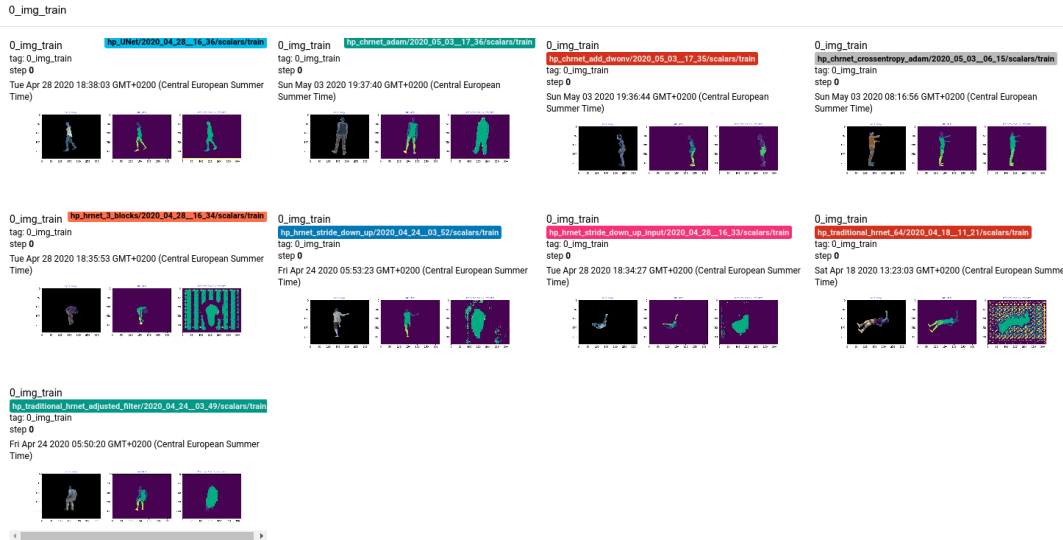 0_img_train
0_img_train hp_UNet/2020_04_28__16_36/scalars/train
tag: 0_img_train
step 0
Tue Apr 28 2020 18:38:03 GMT+0200 (Central European Summer
Time)
0_img_train hp_chrnet_adam/2020_05_03__17_36/scalars/train
tag: 0_img_train
step 0
Sun May 03 2020 19:37:40 GMT+0200 (Central European
Summer Time)
0_img_train
hp_chrnet_add_dwonv/2020_05_03__17_35/scalars/train
tag: 0_img_train
step 0
Sun May 03 2020 19:36:44 GMT+0200 (Central European
Summer Time)
0_img_train
hp_chrnet_crossentropy_adam/2020_05_03__06_15/scalars/train
tag: 0_img_train
step 0
Sun May 03 2020 08:16:56 GMT+0200 (Central European
Summer Time)
0_img_train hp_hrnet_3_blocks/2020_04_28__16_34/scalars/train
tag: 0_img_train
step 0
Tue Apr 28 2020 18:35:53 GMT+0200 (Central European Summer
Time)
0_img_train
hp_hrnet_stride_down_up/2020_04_24__03_52/scalars/train
tag: 0_img_train
step 0
Fri Apr 24 2020 05:53:23 GMT+0200 (Central European Summer
Time)
0_img_train
hp_hrnet_stride_down_up_input/2020_04_28__16_33/scalars/train
tag: 0_img_train
step 0
Tue Apr 28 2020 18:34:27 GMT+0200 (Central European Summer
Time)
0_img_train
hp_traditional_hrnet_64/2020_04_18__11_21/scalars/train
tag: 0_img_train
step 0
Sat Apr 18 2020 13:23:03 GMT+0200 (Central European Summe
Time)
0_img_train
hp_traditional_hrnet_adjusted_filter/2020_04_24__03_49/scalars/train
tag: 0_img_train
step 0
Fri Apr 24 2020 05:50:20 GMT+0200 (Central European Summer
Time)